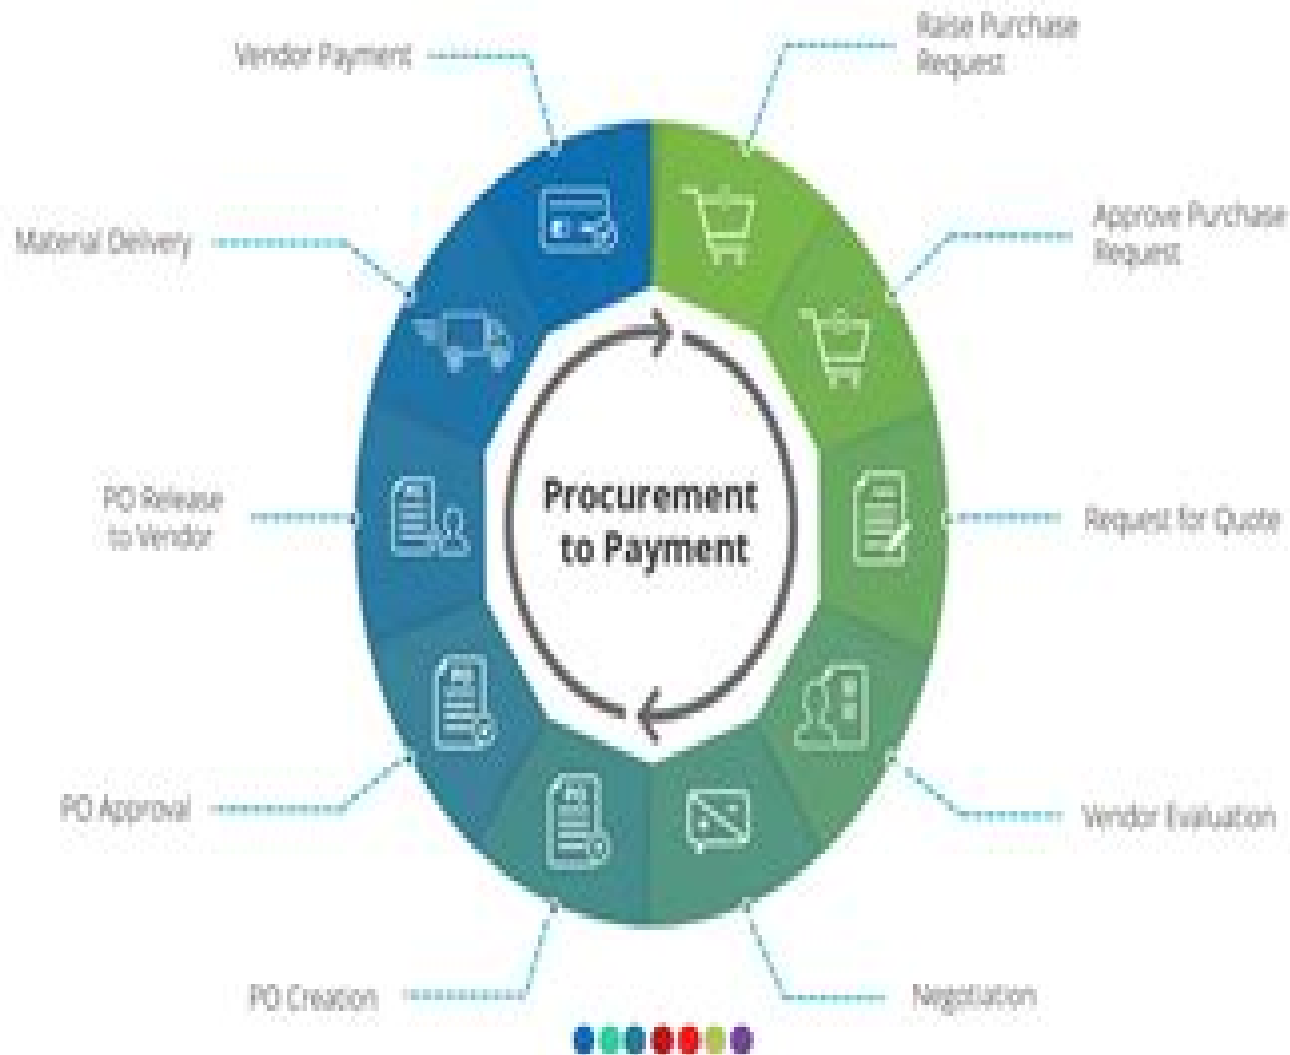 Raise Purchase
Request
Approve Purchase
Request
Request for Quote
Vendor Evaluation
Negotiation
PO Creation
PO Approval
PO Release
to Vendor
Material Delivery
Vendor Payment
Procurement
to Payment